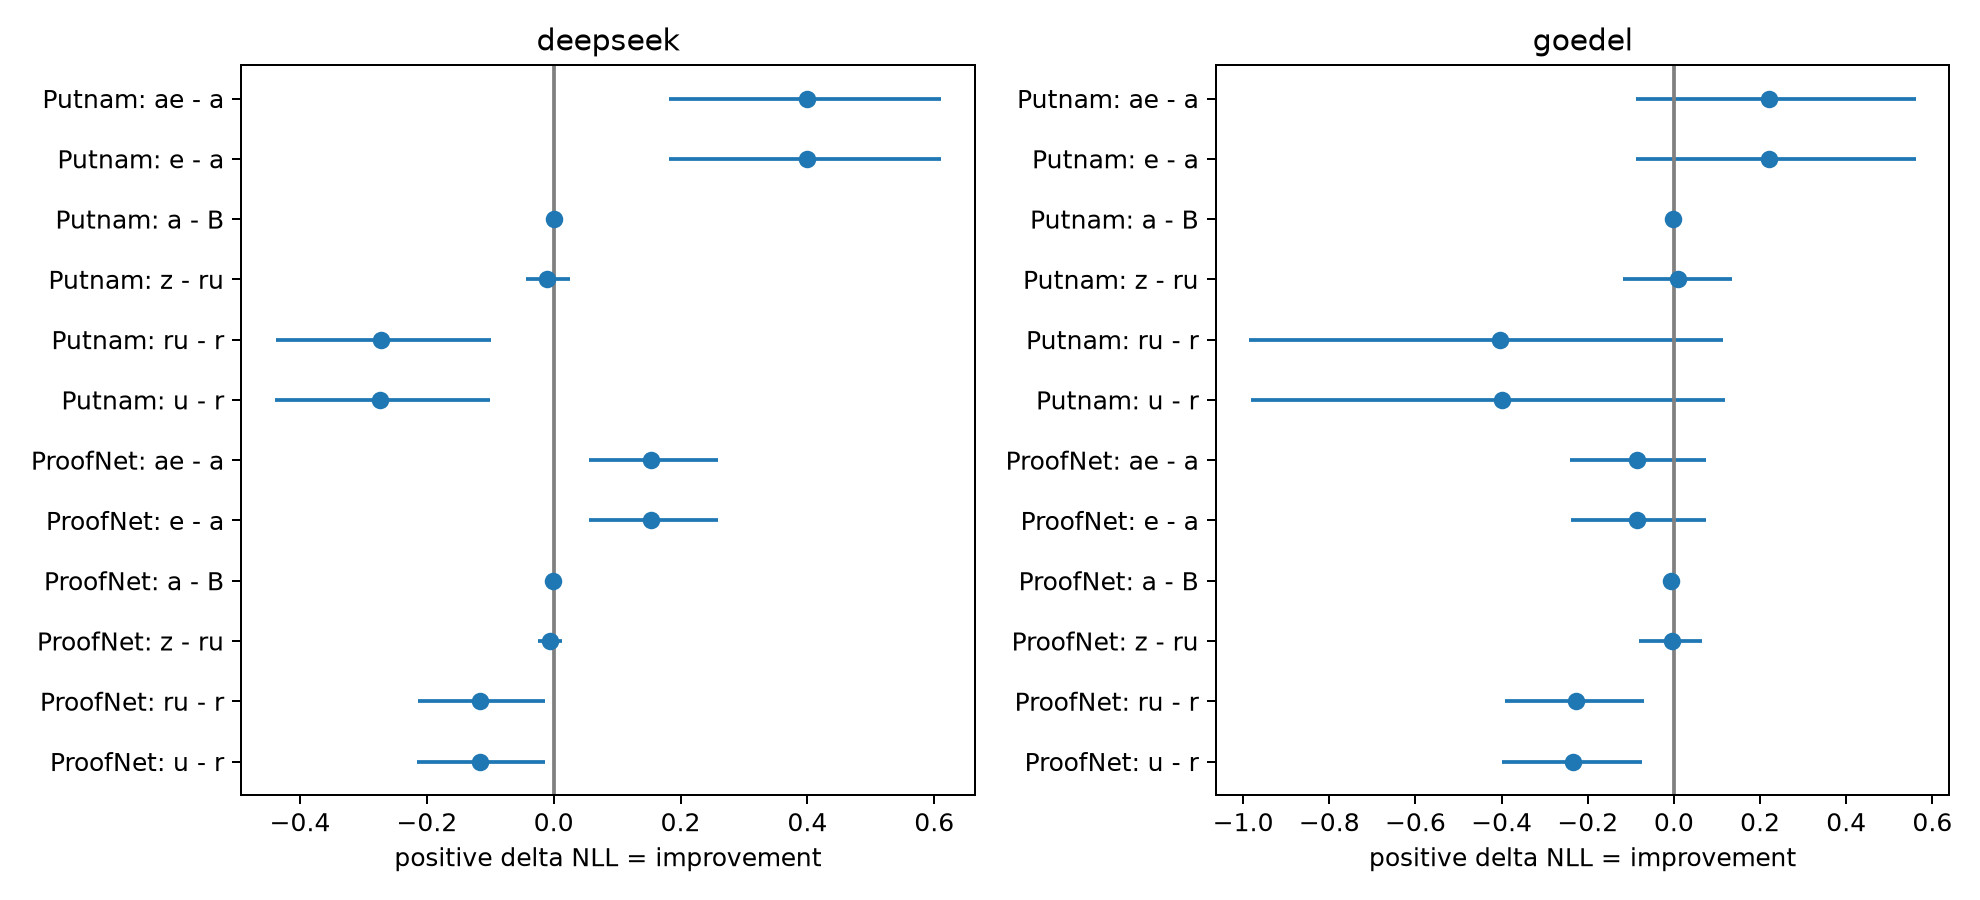 deepseek
Putnam: ae - a
Putnam: e - a
Putnam: a - B
Putnam: z - ru
Putnam: ru - r
Putnam: u - r
ProofNet: ae - a
ProofNet: e - a
ProofNet: a - B
ProofNet: z - ru
ProofNet: ru - r
ProofNet: u - r
−0.4 −0.2 0.0 0.2 0.4 0.6
positive delta NLL = improvement
goedel
Putnam: ae - a
Putnam: e - a
Putnam: a - B
Putnam: z - ru
Putnam: ru - r
Putnam: u - r
ProofNet: ae - a
ProofNet: e - a
ProofNet: a - B
ProofNet: z - ru
ProofNet: ru - r
ProofNet: u - r
−1.0 −0.8 −0.6 −0.4 −0.2 0.0 0.2 0.4 0.6
positive delta NLL = improvement